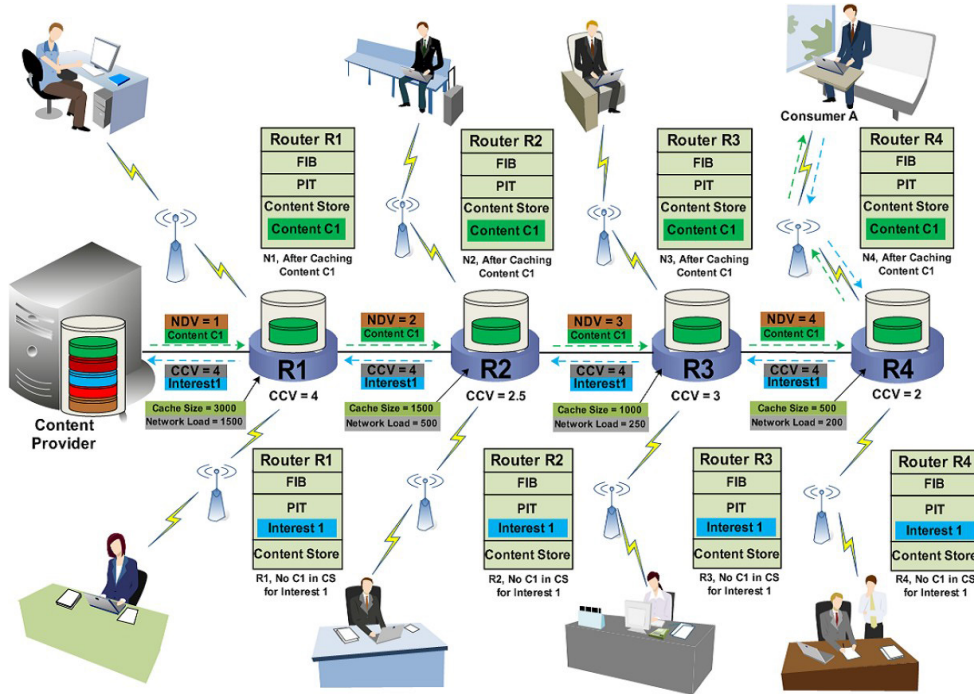 Consumer A
Router R1
FIB
PIT
Content Store
Content C1
N1, After Caching
Content C1
Router R2
FIB
PIT
Content Store
Content C1
N2, After Caching
Content C1
Router R3
FIB
PIT
Content Store
Content C1
N3, After Caching
Content C1
Router R4
FIB
PIT
Content Store
Content C1
N4, After Caching
Content C1
Content
Provider
NDV = 1
Content C1
CCV = 4
Interest1
R1
CCV = 4
Cache Size = 3000
Network Load = 1500
NDV = 2
Content C1
CCV = 4
Interest1
R2
CCV = 2.5
Cache Size = 1500
Network Load = 500
NDV = 3
Content C1
CCV = 4
Interest1
R3
CCV = 3
Cache Size = 1000
Network Load = 250
NDV = 4
Content C1
CCV = 4
Interest1
R4
CCV = 2
Cache Size = 500
Network Load = 200
Router R1
FIB
PIT
Interest 1
Content Store
R1, No C1 in CS
for Interest 1
Router R2
FIB
PIT
Interest 1
Content Store
R2, No C1 in CS
for Interest 1
Router R3
FIB
PIT
Interest 1
Content Store
R3, No C1 in CS
for Interest 1
Router R4
FIB
PIT
Interest 1
Content Store
R4, No C1 in CS
for Interest 1